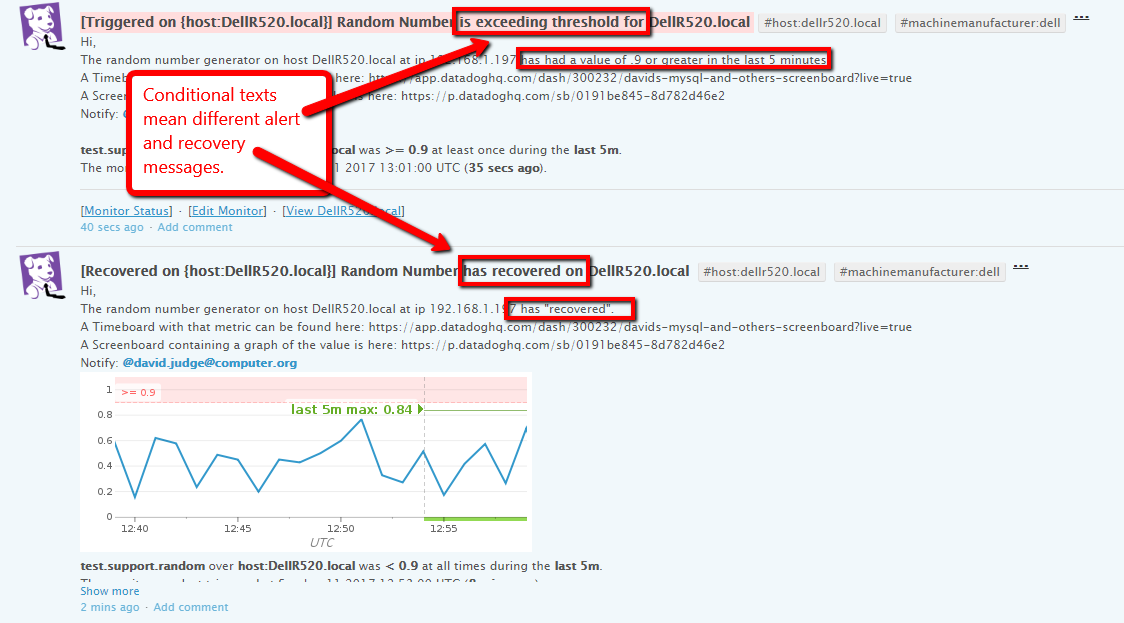 [Triggered on {host:DellR520.local}] Random Number is exceeding threshold for DellR520.local #host:dellr520.local #machinemanufacturer:dell ...
Hi,
The random number generator on host DellR520.local at ip 192.168.1.197 has had a value of .9 or greater in the last 5 minutes
A Timeb here: htt //app.datadoghq.com/dash/300232/davids-mysql-and-others-screenboard?live=true
A Screen s here: https://p.datadoghq.com/sb/0191be845-8d782d46e2
Notify:
Conditional texts
mean different alert
and recovery
messages.
test.sup ocal was >= 0.9 at least once during the last 5m.
The mo 1 2017 13:01:00 UTC (35 secs ago).
[Monitor Status] · [Edit Monitor] · [View DellR520.local]
40 secs ago · Add comment
[Recovered on {host:DellR520.local}] Random Number has recovered on DellR520.local #host:dellr520.local #machinemanufacturer:dell ...
Hi,
The random number generator on host DellR520.local at ip 192.168.1.197 has "recovered".
A Timeboard with that metric can be found here: https://app.datadoghq.com/dash/300232/davids-mysql-and-others-screenboard?live=true
A Screenboard containing a graph of the value is here: https://p.datadoghq.com/sb/0191be845-8d782d46e2
Notify: @david.judge@computer.org
1
>= 0.9
last 5m max: 0.84
0.8
0.6
0.4
0.2
0
12:40 12:45 12:50 12:55
UTC
test.support.random over host:DellR520.local was < 0.9 at all times during the last 5m.
Show more
2 mins ago · Add comment